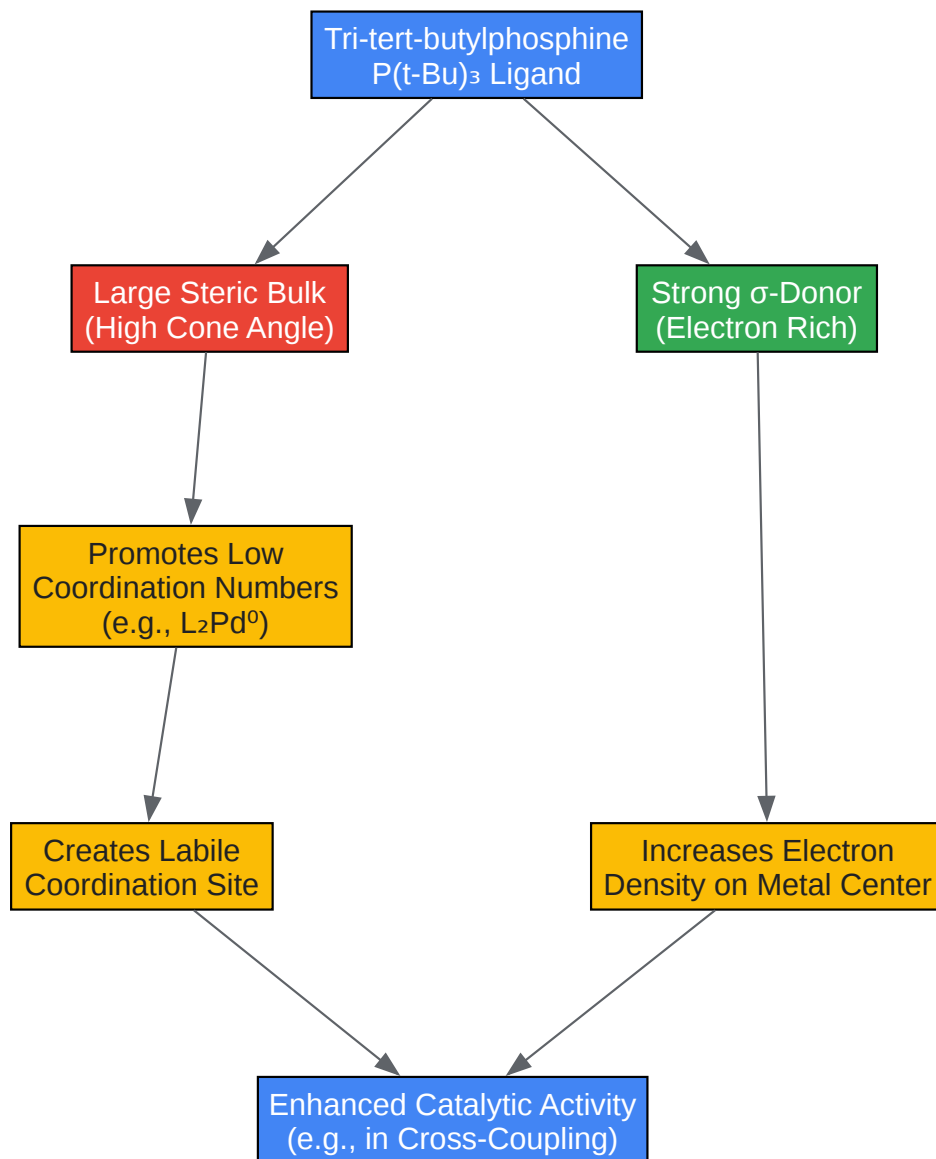 Tri-tert-butylphosphine
P(t-Bu)₃ Ligand
Large Steric Bulk
(High Cone Angle)
Strong σ-Donor
(Electron Rich)
Promotes Low
Coordination Numbers
(e.g., L₂Pd⁰)
Creates Labile
Coordination Site
Increases Electron
Density on Metal Center
Enhanced Catalytic Activity
(e.g., in Cross-Coupling)